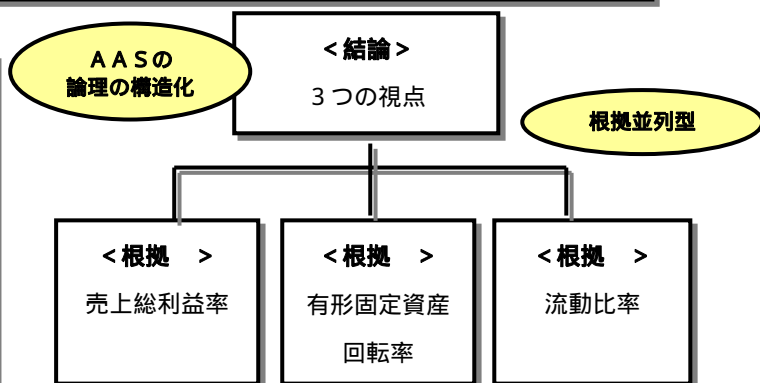 AASの
論理の構造化
<結論>
3つの視点
根拠並列型
<根拠 >
売上総利益率
<根拠 >
有形固定資産
回転率
<根拠 >
流動比率